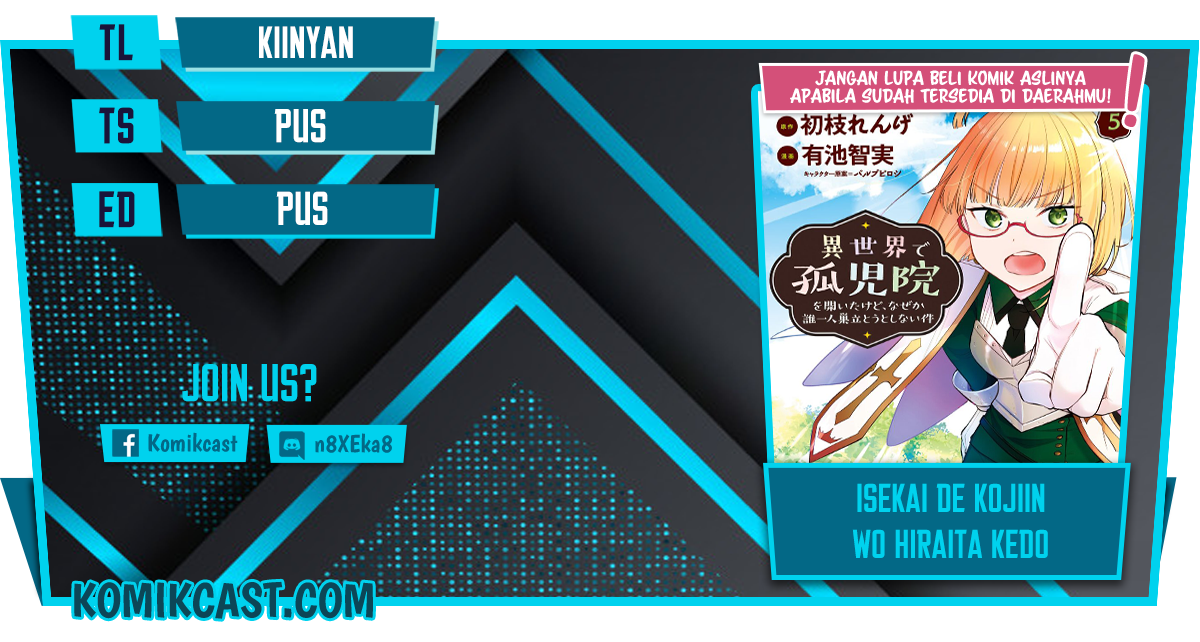 TL
KIINYAN
TS
PUS
ED
PUS
JOIN US?
Komikcast
n8XEka8
KOMIKCAST.COM
JANGAN LUPA BELI KOMIK ASLINYA
APABILA SUDAH TERSEDIA DI DAERAHMU!
原作 初枝れんげ
5
漫画 有池智実
キャラクター原案=パルプピロシ
異世界で
孤児院
を開いたけど、なぜか
誰一人巣立とうとしない件
ISEKAI DE KOJIIN
WO HIRAITA KEDO